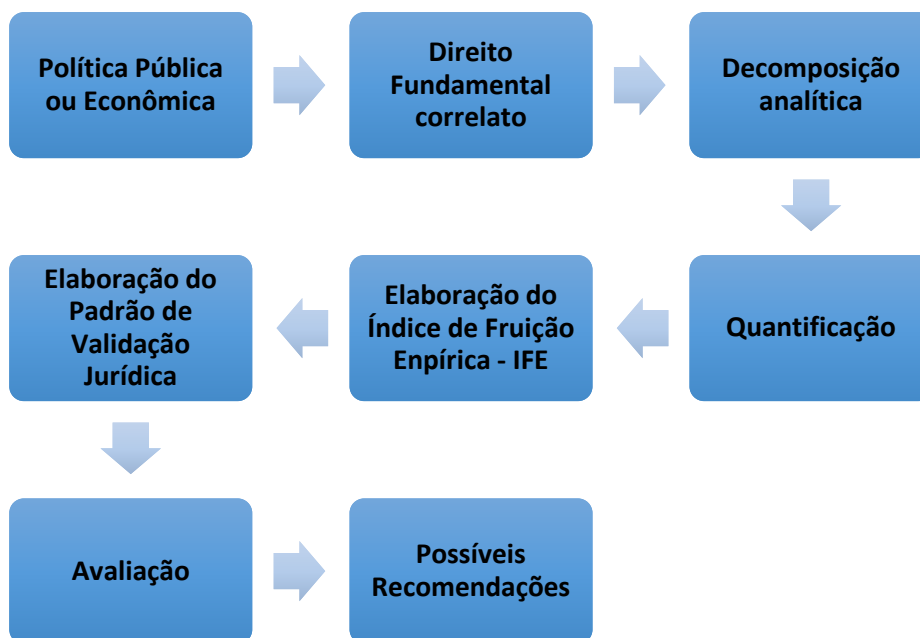 Política Pública
ou Econômica
Direito
Fundamental
correlato
Decomposição
analítica
Quantificação
Elaboração do
Índice de Fruição
Enpírica - IFE
Elaboração do
Padrão de
Validação
Jurídica
Avaliação
Possíveis
Recomendações